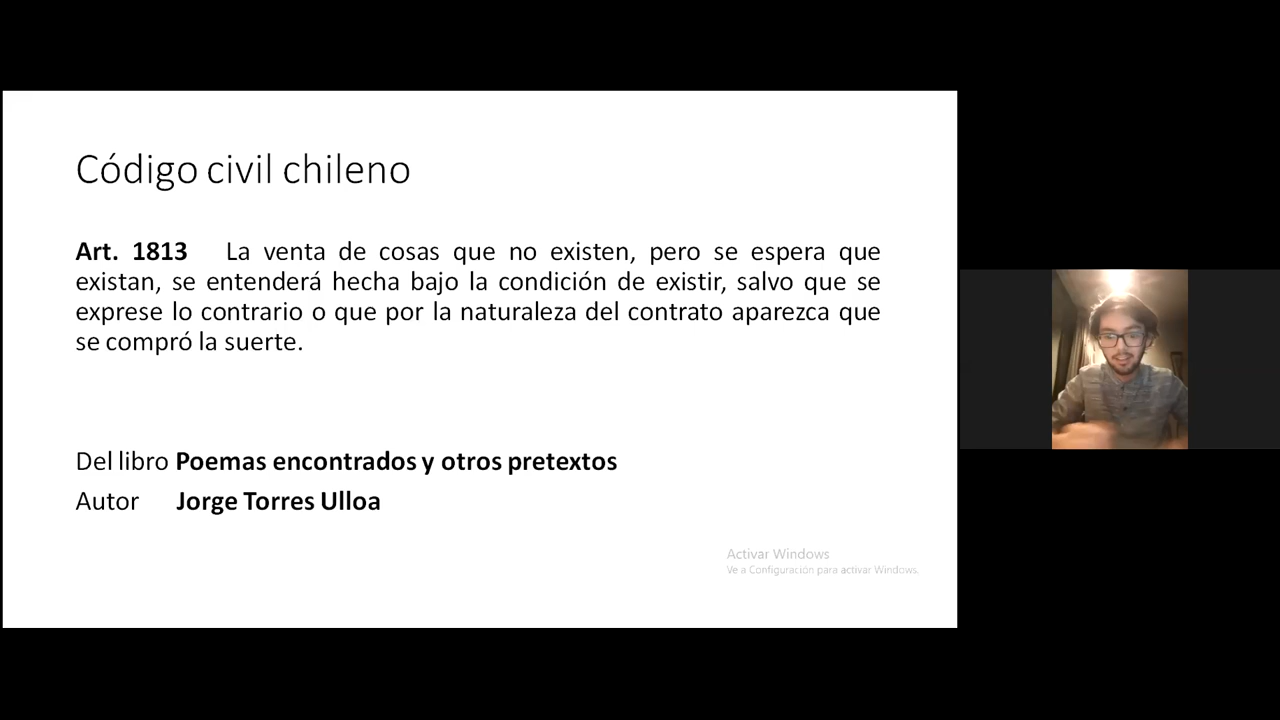 Código civil chileno
Art. 1813 La venta de cosas que no existen, pero se espera que
existan, se entenderá hecha bajo la condición de existir, salvo que se
exprese lo contrario o que por la naturaleza del contrato aparezca que
se compró la suerte.
Del libro Poemas encontrados y otros pretextos
Autor Jorge Torres Ulloa
Activar Windows
Ve a Configuración para activar Windows.